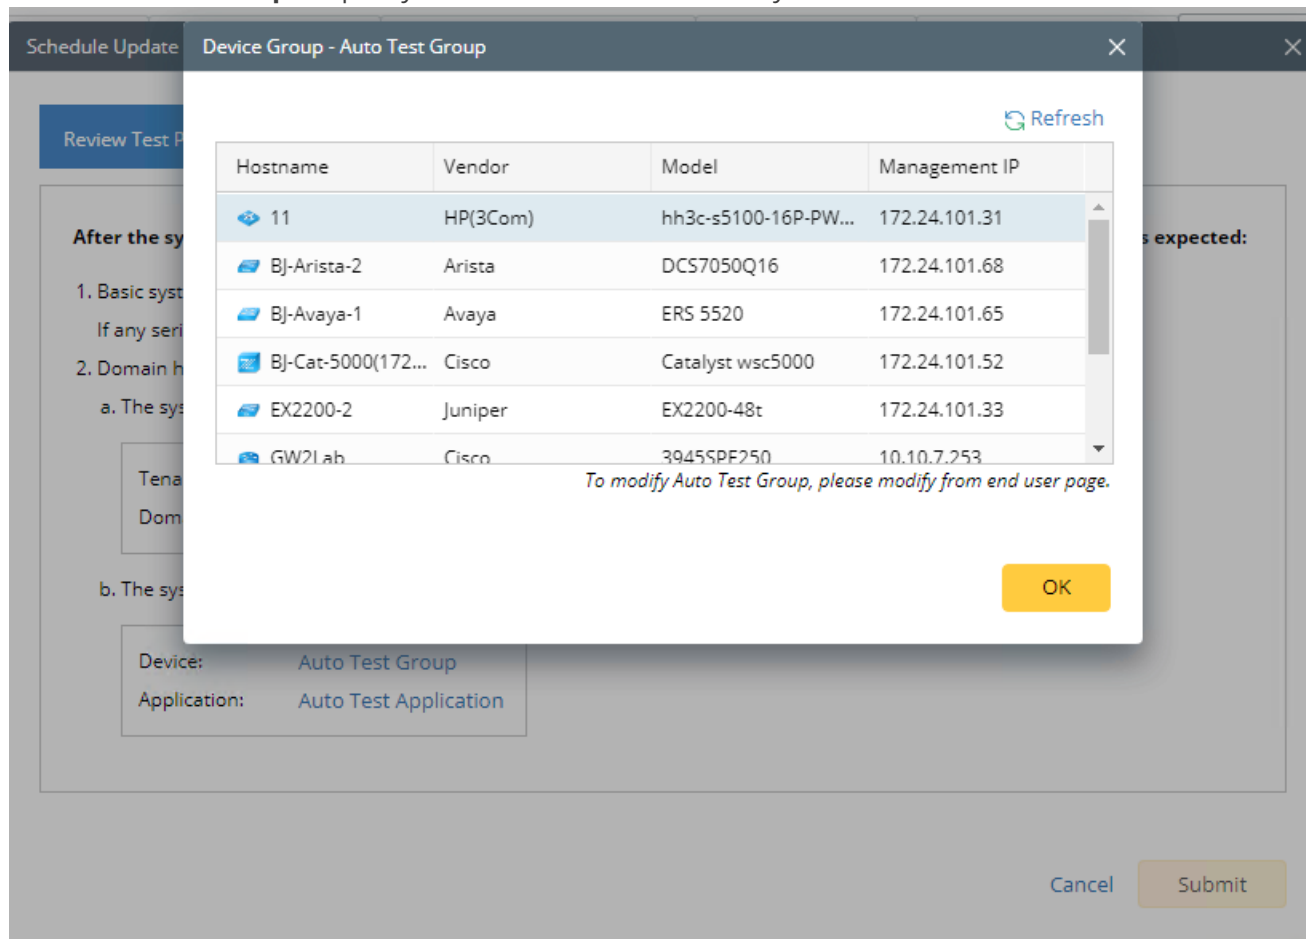 Schedule Update
Device Group - Auto Test Group
Refresh
Review Test
Hostname Vendor Model Management IP
11 HP(3Com) hh3c-s5100-16P-PW... 172.24.101.31
After the sy
s expected:
BJ-Arista-2 Arista DCS7050Q16 172.24.101.68
1. Basic syst
BJ-Avaya-1 Avaya ERS 5520 172.24.101.65
If any seri
BJ-Cat-5000(172... Cisco Catalyst wsc5000 172.24.101.52
2. Domain h
a. The sys
EX2200-2 Juniper EX2200-48t 172.24.101.33
GW2Lab Cisco 3945SPE250 10.10.7.253
Tena
To modify Auto Test Group, please modify from end user page.
Dom
b. The sys
OK
Device: Auto Test Group
Application: Auto Test Application
Cancel Submit